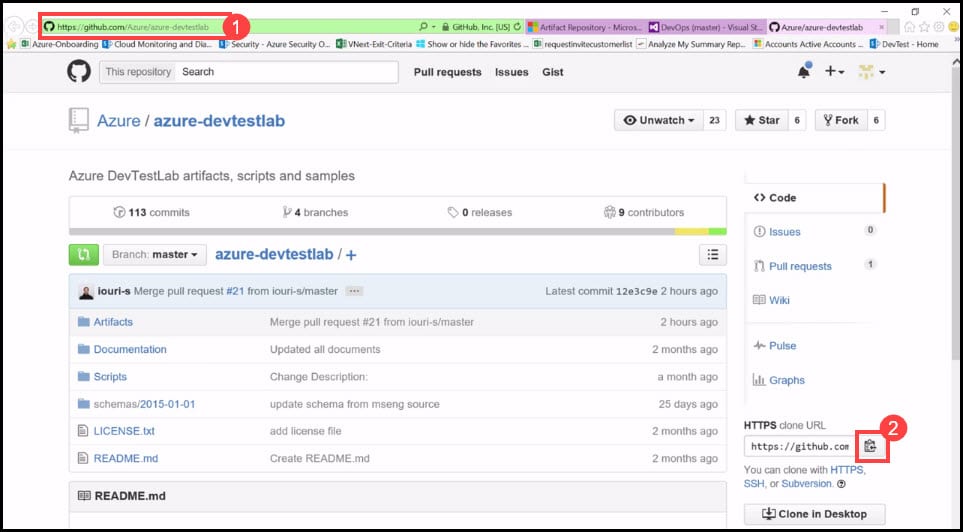 1
https://github.com/Azure/azure-devtestlab
GitHub, Inc. [US]
Artifact Repository - Micros...
DevOps (master) - Visual St...
Azure/azure-devtestlab
Azure-Onboarding
Cloud Monitoring and Dia...
Security - Azure Security O...
VNext-Exit-Criteria
Show or hide the Favorites ...
requestinvitecustomerlist
Analyze My Summary Rep...
Accounts Active Accounts ...
DevTest - Home
This repository
Search
Pull requests
Issues
Gist
Azure / azure-devtestlab
Unwatch
23
Star
6
Fork
6
Azure DevTestLab artifacts, scripts and samples
113 commits
4 branches
0 releases
9 contributors
Branch: master
azure-devtestlab / +
iouri-s Merge pull request #21 from iouri-s/master ...
Latest commit 12e3c9e 2 hours ago
Artifacts
Merge pull request #21 from iouri-s/master
2 hours ago
Documentation
Updated all documents
2 months ago
Scripts
Change Description:
a month ago
schemas/2015-01-01
update schema from mseng source
25 days ago
LICENSE.txt
add license file
2 months ago
README.md
Create README.md
2 months ago
README.md
Code
Issues
0
Pull requests
1
Wiki
Pulse
Graphs
HTTPS clone URL
2
https://github.com
You can clone with HTTPS,
SSH, or Subversion.
Clone in Desktop